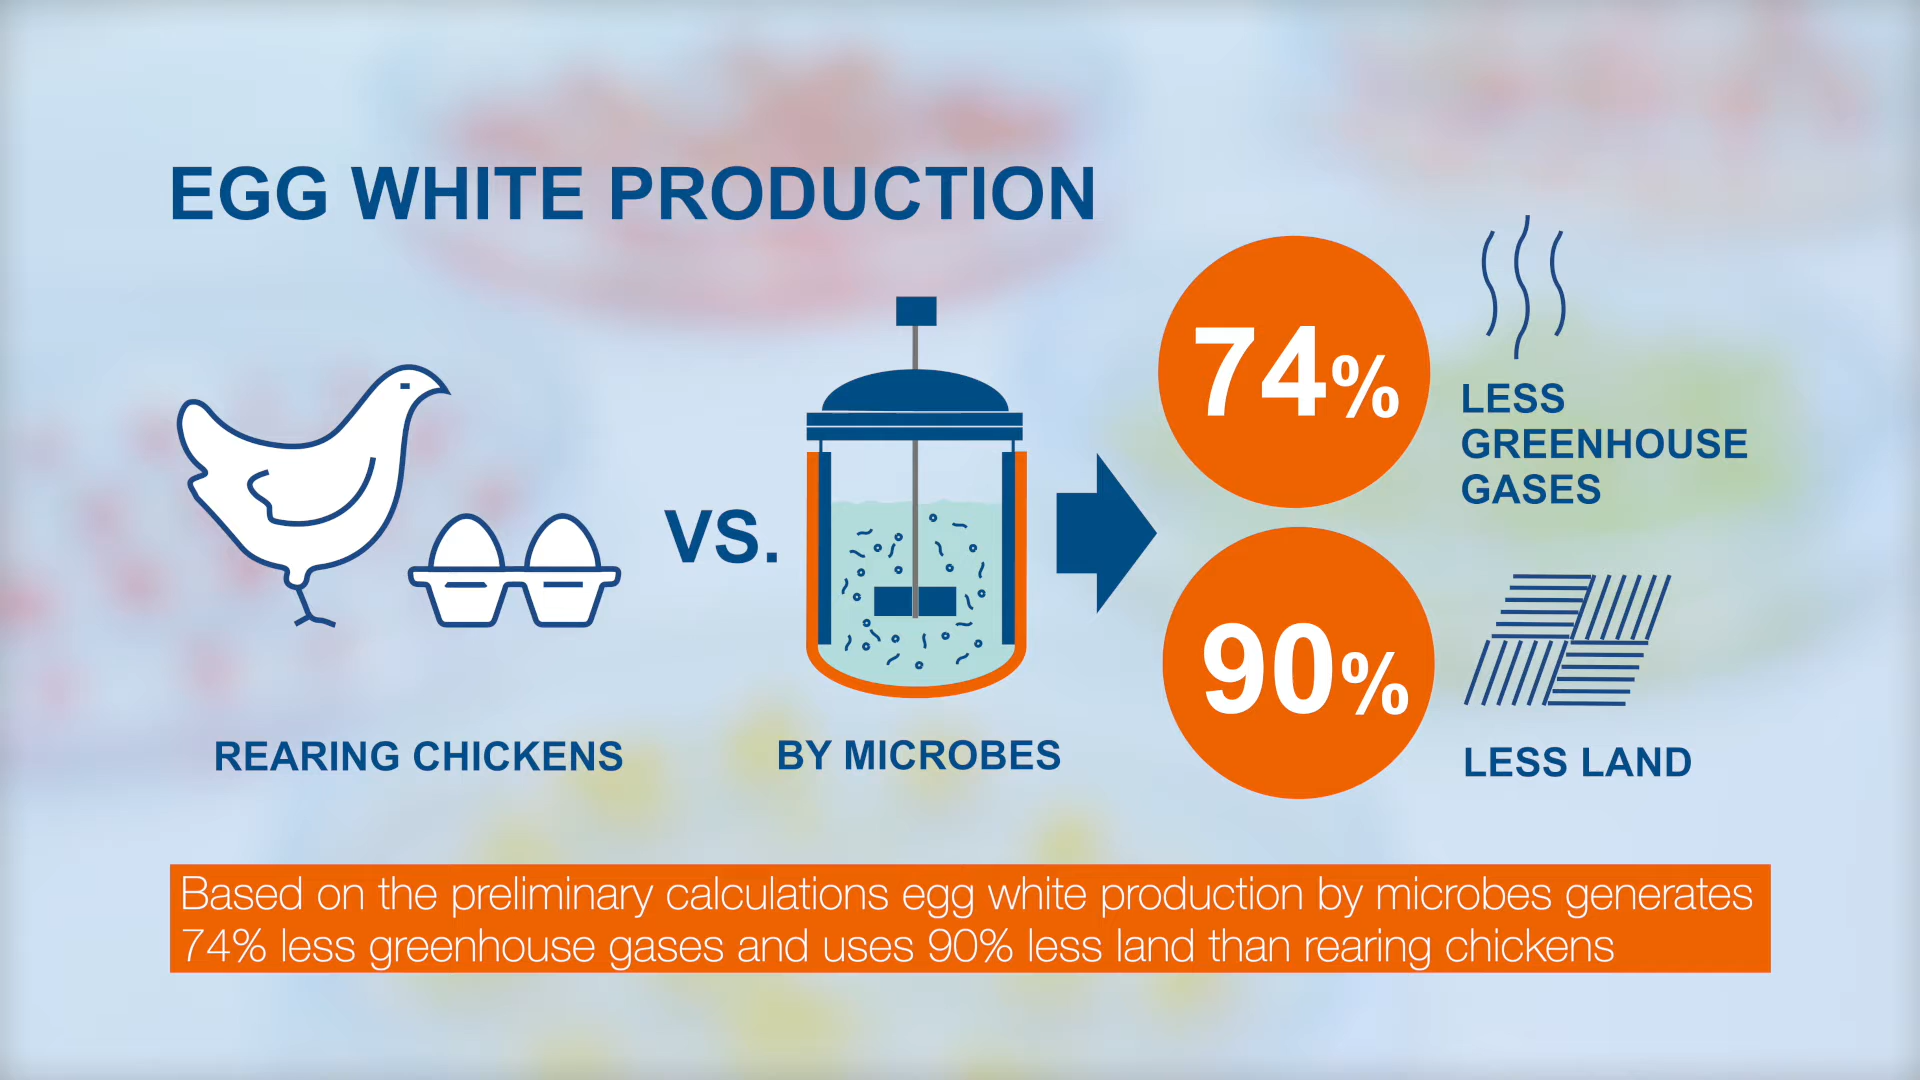 EGG WHITE PRODUCTION
REARING CHICKENS
VS.
BY MICROBES
74%
LESS
GREENHOUSE
GASES
90%
LESS LAND
Based on the preliminary calculations egg white production by microbes generates
74% less greenhouse gases and uses 90% less land than rearing chickens